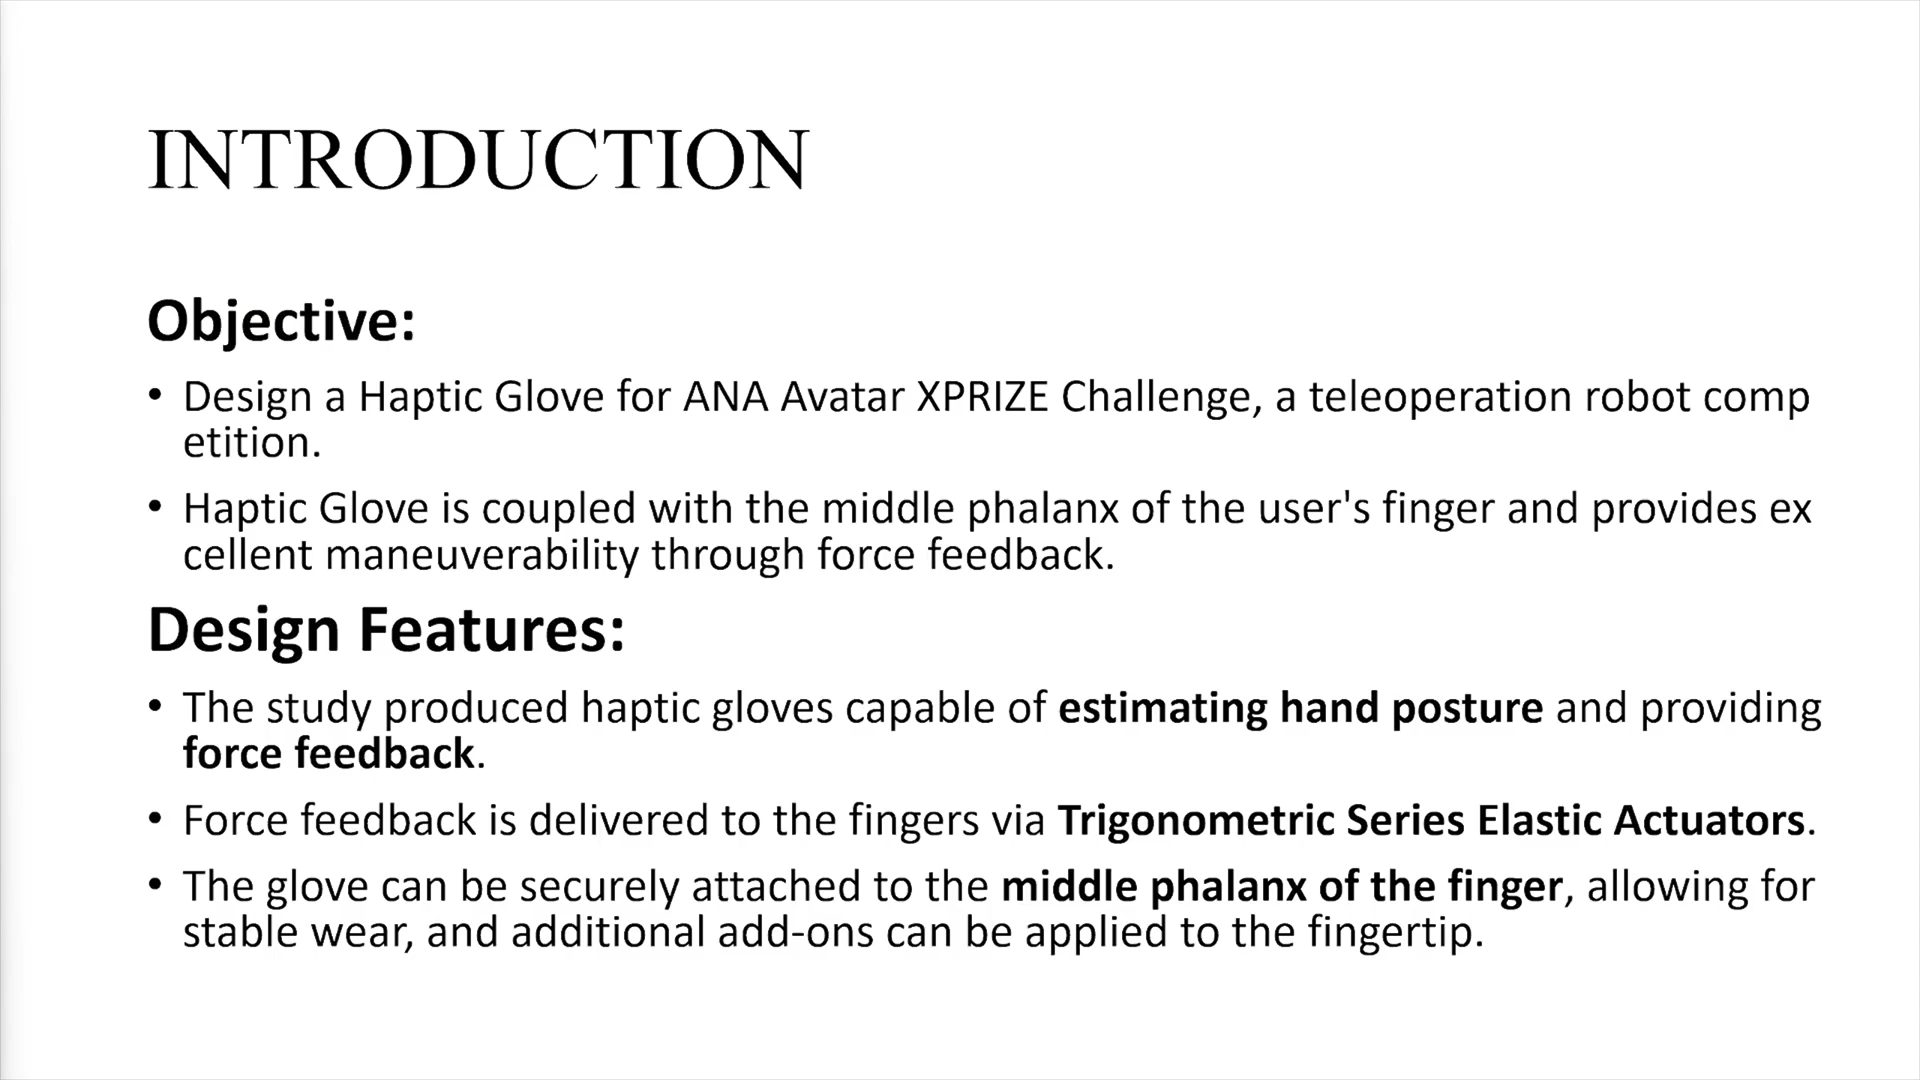 INTRODUCTION
Objective:
• Design a Haptic Glove for ANA Avatar XPRIZE Challenge, a teleoperation robot comp
etition.
• Haptic Glove is coupled with the middle phalanx of the user's finger and provides ex
cellent maneuverability through force feedback.
Design Features:
• The study produced haptic gloves capable of estimating hand posture and providing
force feedback.
• Force feedback is delivered to the fingers via Trigonometric Series Elastic Actuators.
• The glove can be securely attached to the middle phalanx of the finger, allowing for
stable wear, and additional add-ons can be applied to the fingertip.